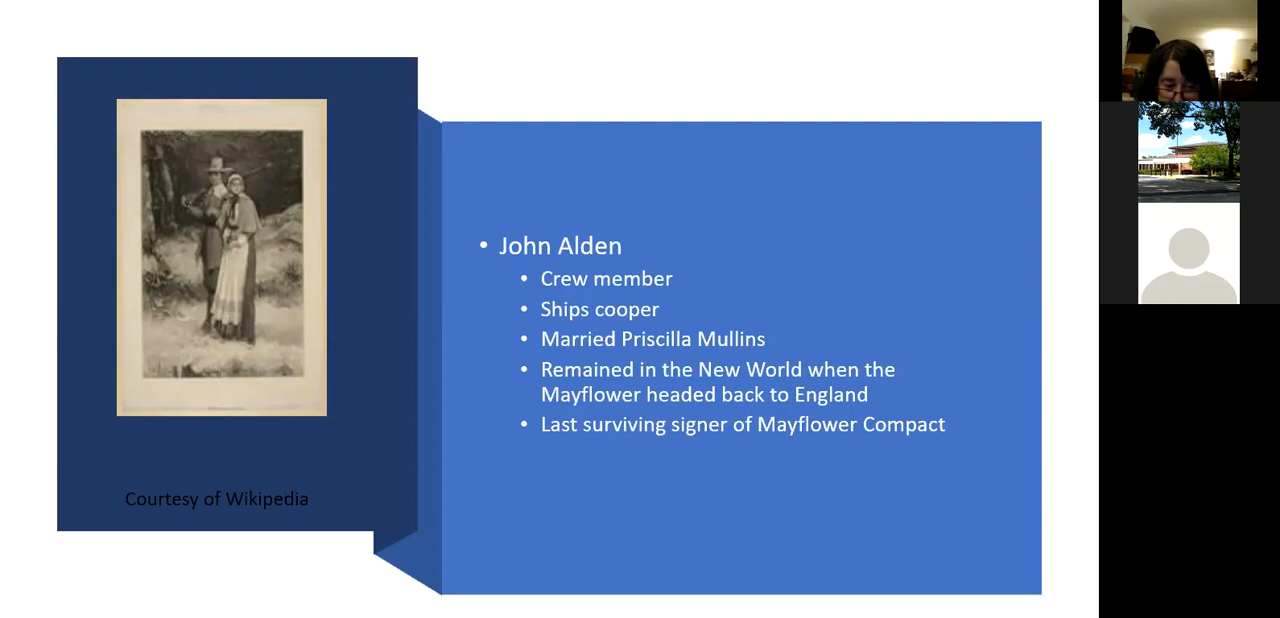 • John Alden
• Crew member
• Ships cooper
• Married Priscilla Mullins
• Remained in the New World when the
Mayflower headed back to England
• Last surviving signer of Mayflower Compact
Courtesy of Wikipedia